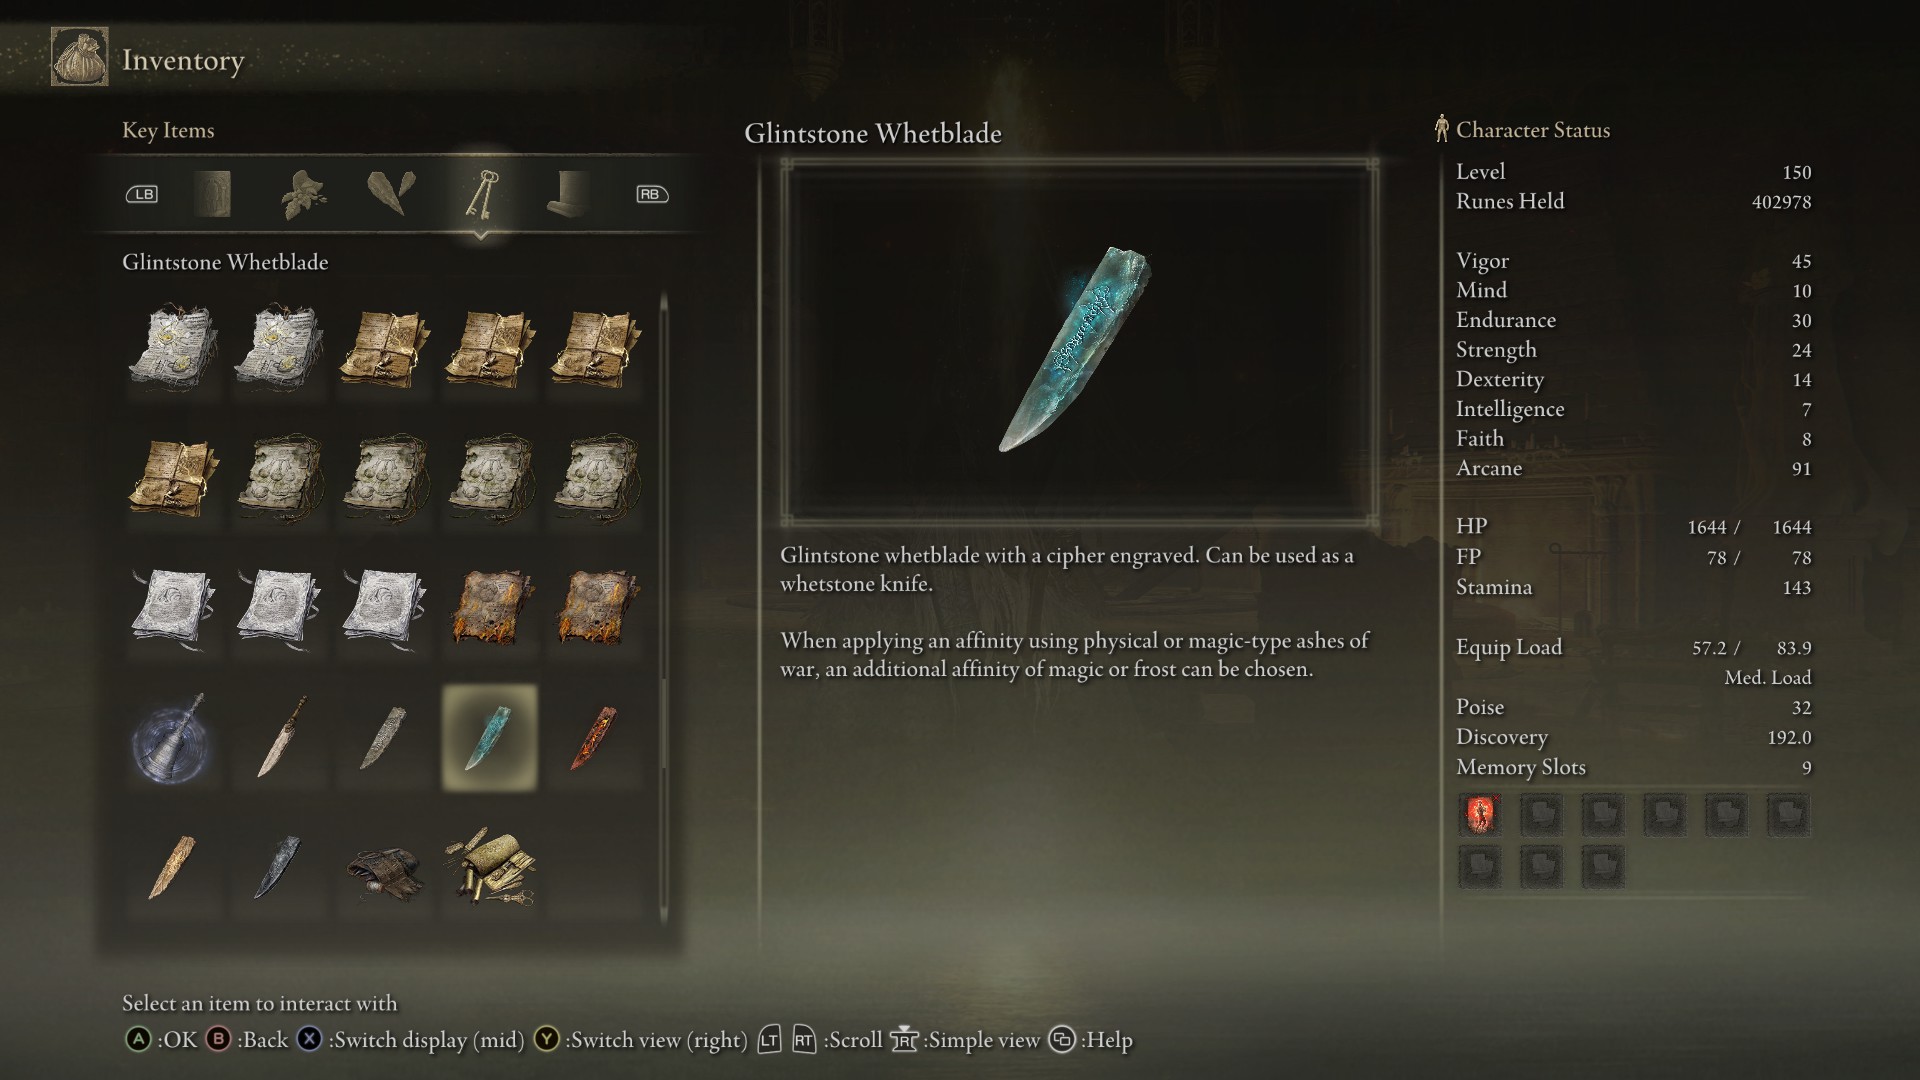 Inventory
Key Items
LB
RB
Glintstone Whetblade
Glintstone Whetblade
Glintstone whetblade with a cipher engraved. Can be used as a
whetstone knife.
When applying an affinity using physical or magic-type ashes of
war, an additional affinity of magic or frost can be chosen.
Character Status
Level 150
Runes Held 402978
Vigor 45
Mind 10
Endurance 30
Strength 24
Dexterity 14
Intelligence 7
Faith 8
Arcane 91
HP 1644 / 1644
FP 78 / 78
Stamina 143
Equip Load 57.2 / 83.9
Med. Load
Poise 32
Discovery 192.0
Memory Slots 9
Select an item to interact with
A :OK B :Back X :Switch display (mid) Y :Switch view (right) LT RT :Scroll R :Simple view :Help